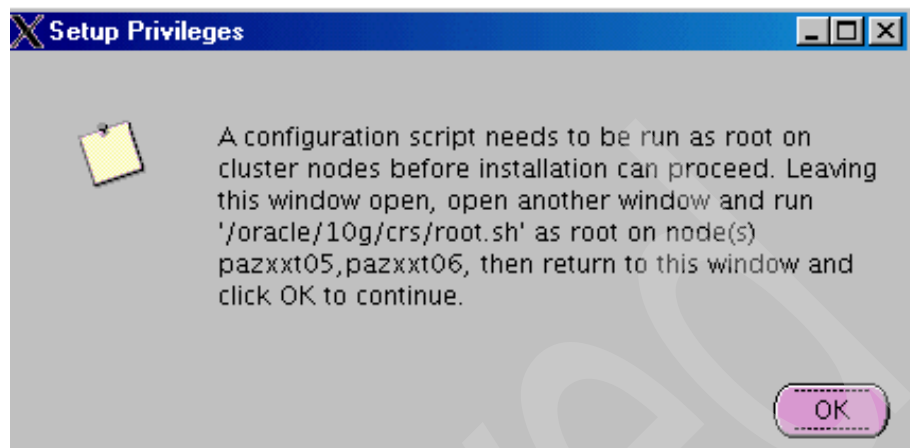 Setup Privileges
A configuration script needs to be run as root on
cluster nodes before installation can proceed. Leaving
this window open, open another window and run
'/oracle/10g/crs/root.sh' as root on node(s)
pazxxt05,pazxxt06, then return to this window and
click OK to continue.
OK